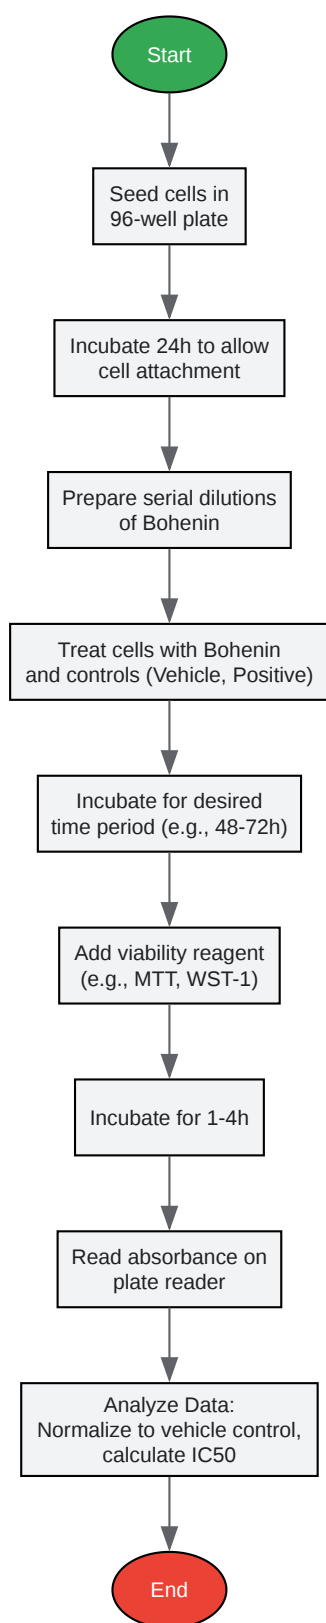 Start
Seed cells in
96-well plate
Incubate 24h to allow
cell attachment
Prepare serial dilutions
of Bohenin
Treat cells with Bohenin
and controls (Vehicle, Positive)
Incubate for desired
time period (e.g., 48-72h)
Add viability reagent
(e.g., MTT, WST-1)
Incubate for 1-4h
Read absorbance on
plate reader
Analyze Data:
Normalize to vehicle control,
calculate IC50
End